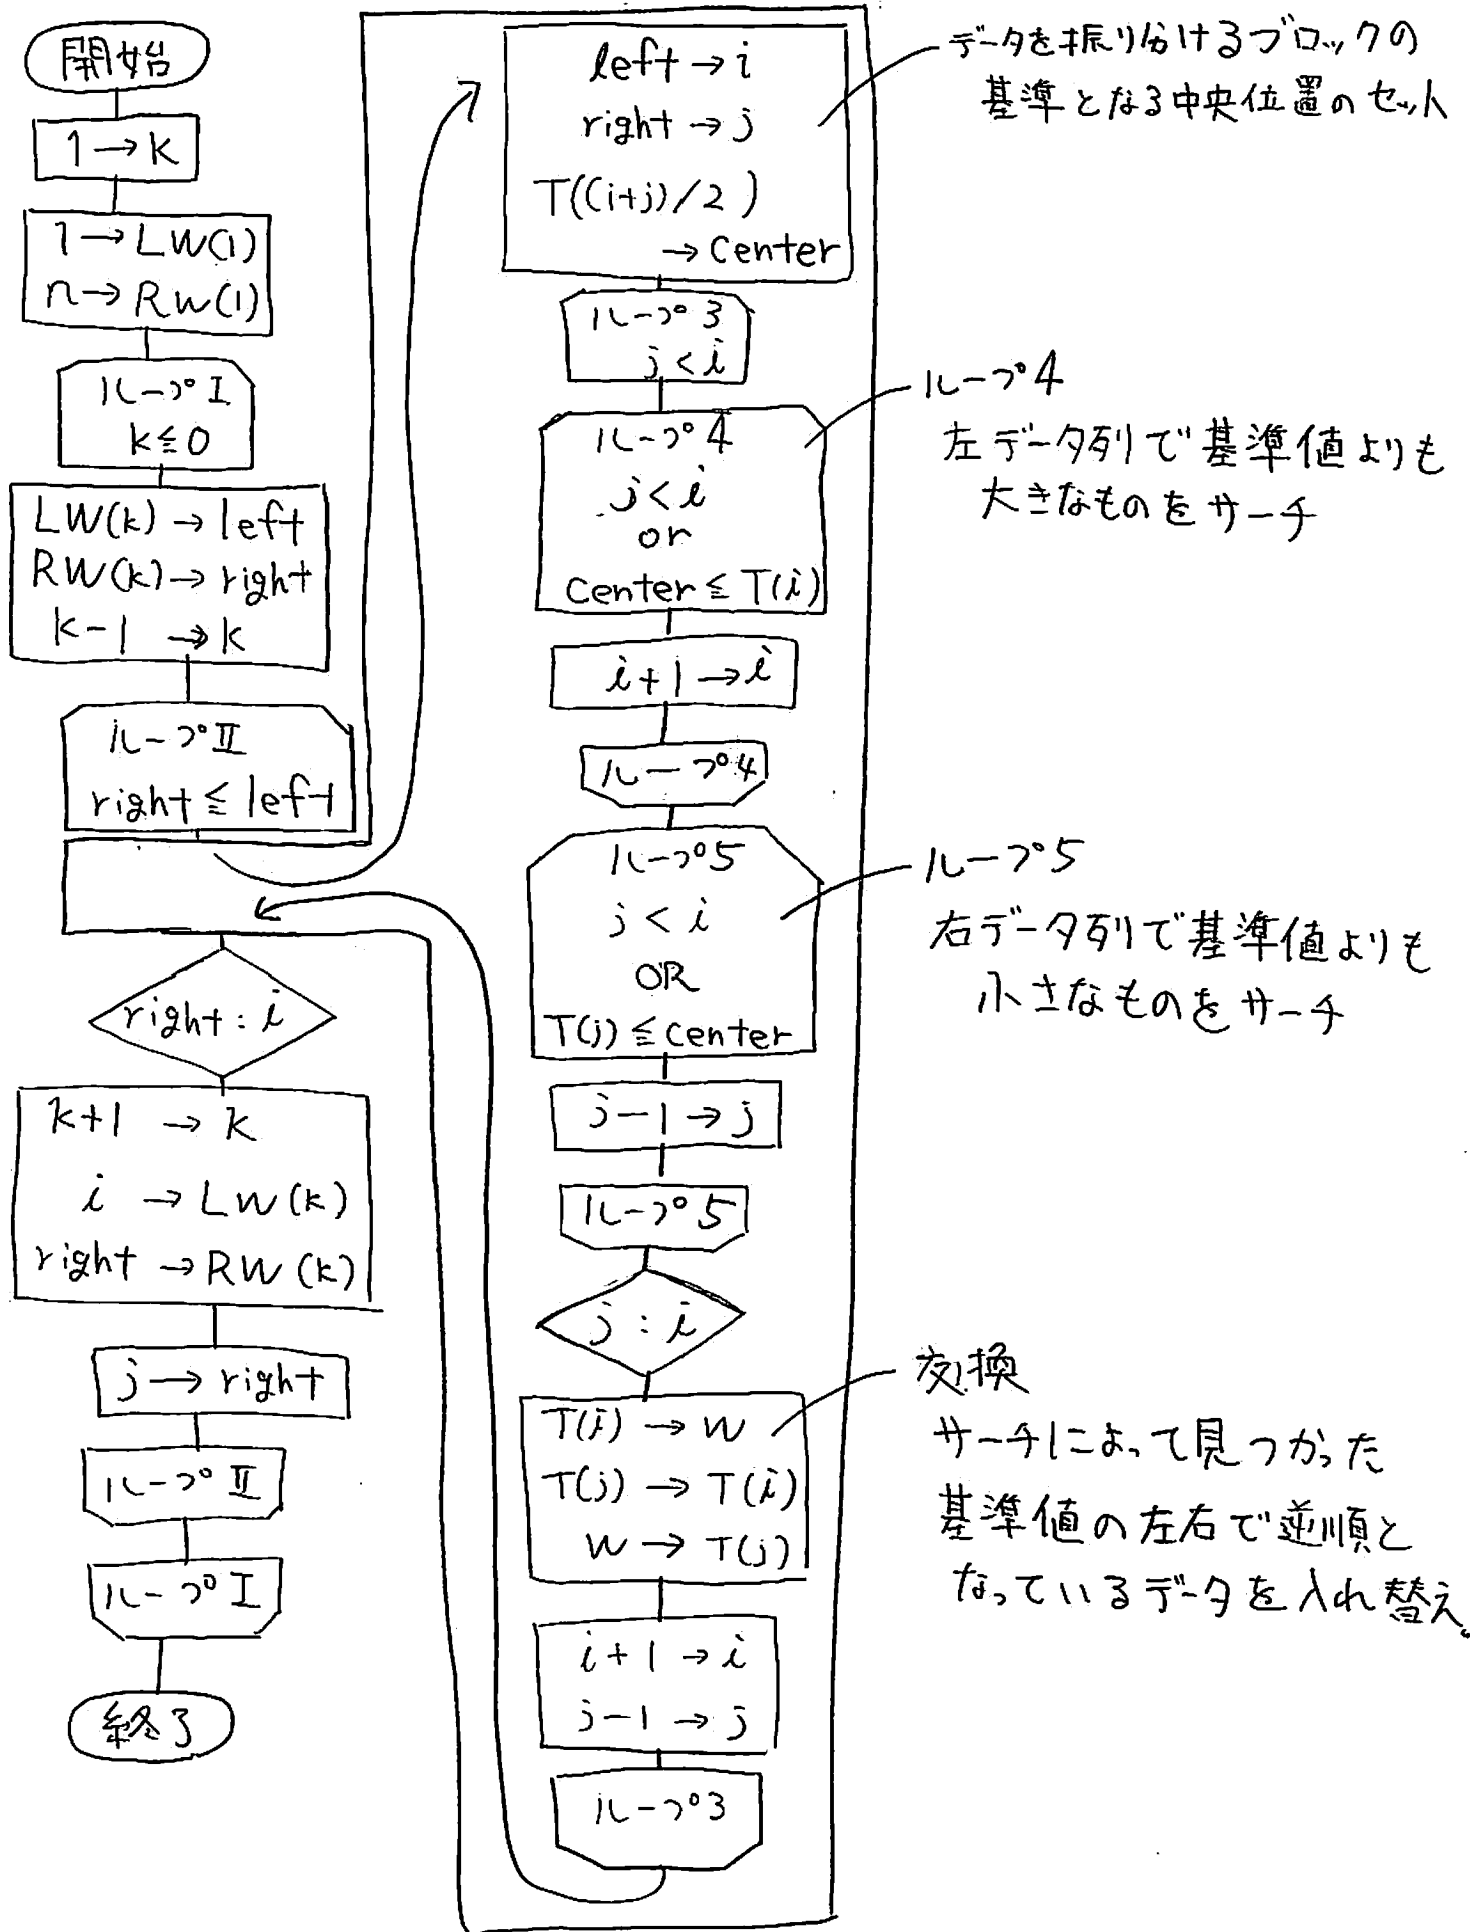 開始
1→k
1→LW(1)
n→RW(1)
ループI
k≦0
LW(k)→left
RW(k)→right
k-1 →k
ループII
right≦left
right:i
k+1 →k
i →LW(k)
right→RW(k)
j→right
ループII
ループI
終了
left→i
right→j
T((i+j)/2)
→center
ループ3
j<i
ループ4
j<i
or
center≦T(i)
i+1→i
ループ4
ループ5
j<i
OR
T(j)≦center
j-1→j
ループ5
j:i
T(i)→w
T(j)→T(i)
w→T(j)
i+1→i
j-1→j
ループ3
データを振り分けるブロックの
基準となる中央位置のセット
ループ4
左データ列で基準値よりも
大きなものをサーチ
ループ5
右データ列で基準値よりも
小さなものをサーチ
交換
サーチによって見つかった
基準値の左右で逆順と
なっているデータを入れ替え。